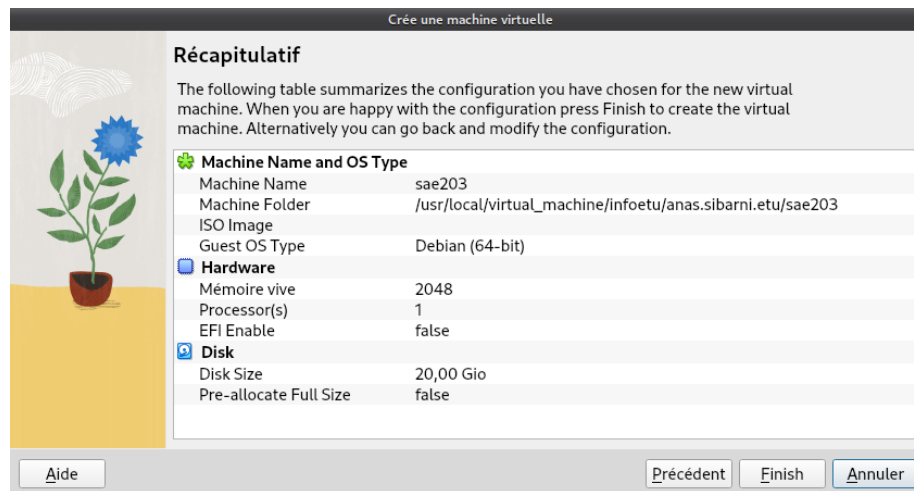 Crée une machine virtuelle
Récapitulatif
The following table summarizes the configuration you have chosen for the new virtual
machine. When you are happy with the configuration press Finish to create the virtual
machine. Alternatively you can go back and modify the configuration.
Machine Name and OS Type
Machine Name sae203
Machine Folder /usr/local/virtual_machine/infoetu/anas.sibarni.etu/sae203
ISO Image
Guest OS Type Debian (64-bit)
Hardware
Mémoire vive 2048
Processor(s) 1
EFI Enable false
Disk
Disk Size 20,00 Gio
Pre-allocate Full Size false
Aide Précédent Finish Annuler